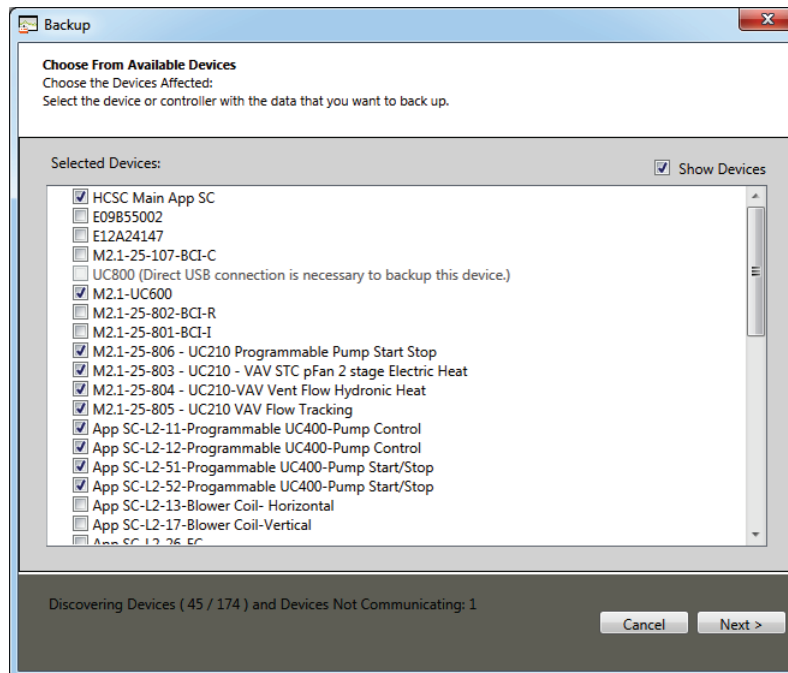 Backup
Choose From Available Devices
Choose the Devices Affected:
Select the device or controller with the data that you want to back up.
Selected Devices:
Show Devices
HCSC Main App SC
E09B55002
E12A24147
M2.1-25-107-BCI-C
UC800 (Direct USB connection is necessary to backup this device.)
M2.1-UC600
M2.1-25-802-BCI-R
M2.1-25-801-BCI-I
M2.1-25-806 - UC210 Programmable Pump Start Stop
M2.1-25-803 - UC210 - VAV STC pFan 2 stage Electric Heat
M2.1-25-804 - UC210-VAV Vent Flow Hydronic Heat
M2.1-25-805 - UC210 VAV Flow Tracking
App SC-L2-11-Programmable UC400-Pump Control
App SC-L2-12-Programmable UC400-Pump Control
App SC-L2-51-Progammable UC400-Pump Start/Stop
App SC-L2-52-Progammable UC400-Pump Start/Stop
App SC-L2-13-Blower Coil- Horizontal
App SC-L2-17-Blower Coil-Vertical
App SC-L2-26-FC
Discovering Devices ( 45 / 174 ) and Devices Not Communicating: 1
Cancel
Next >